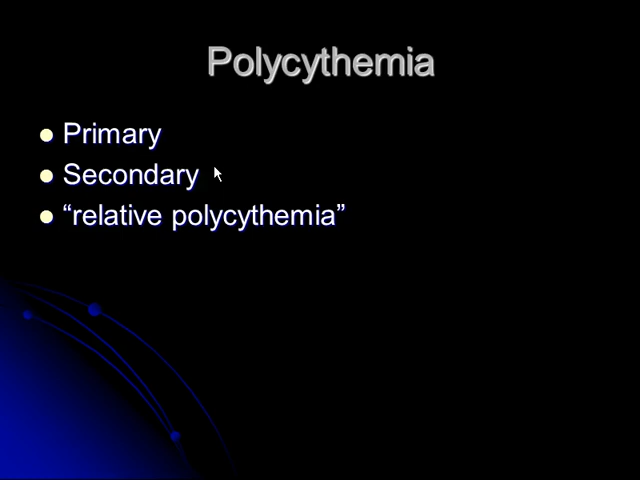 Polycythemia
Primary
Secondary
“relative polycythemia”